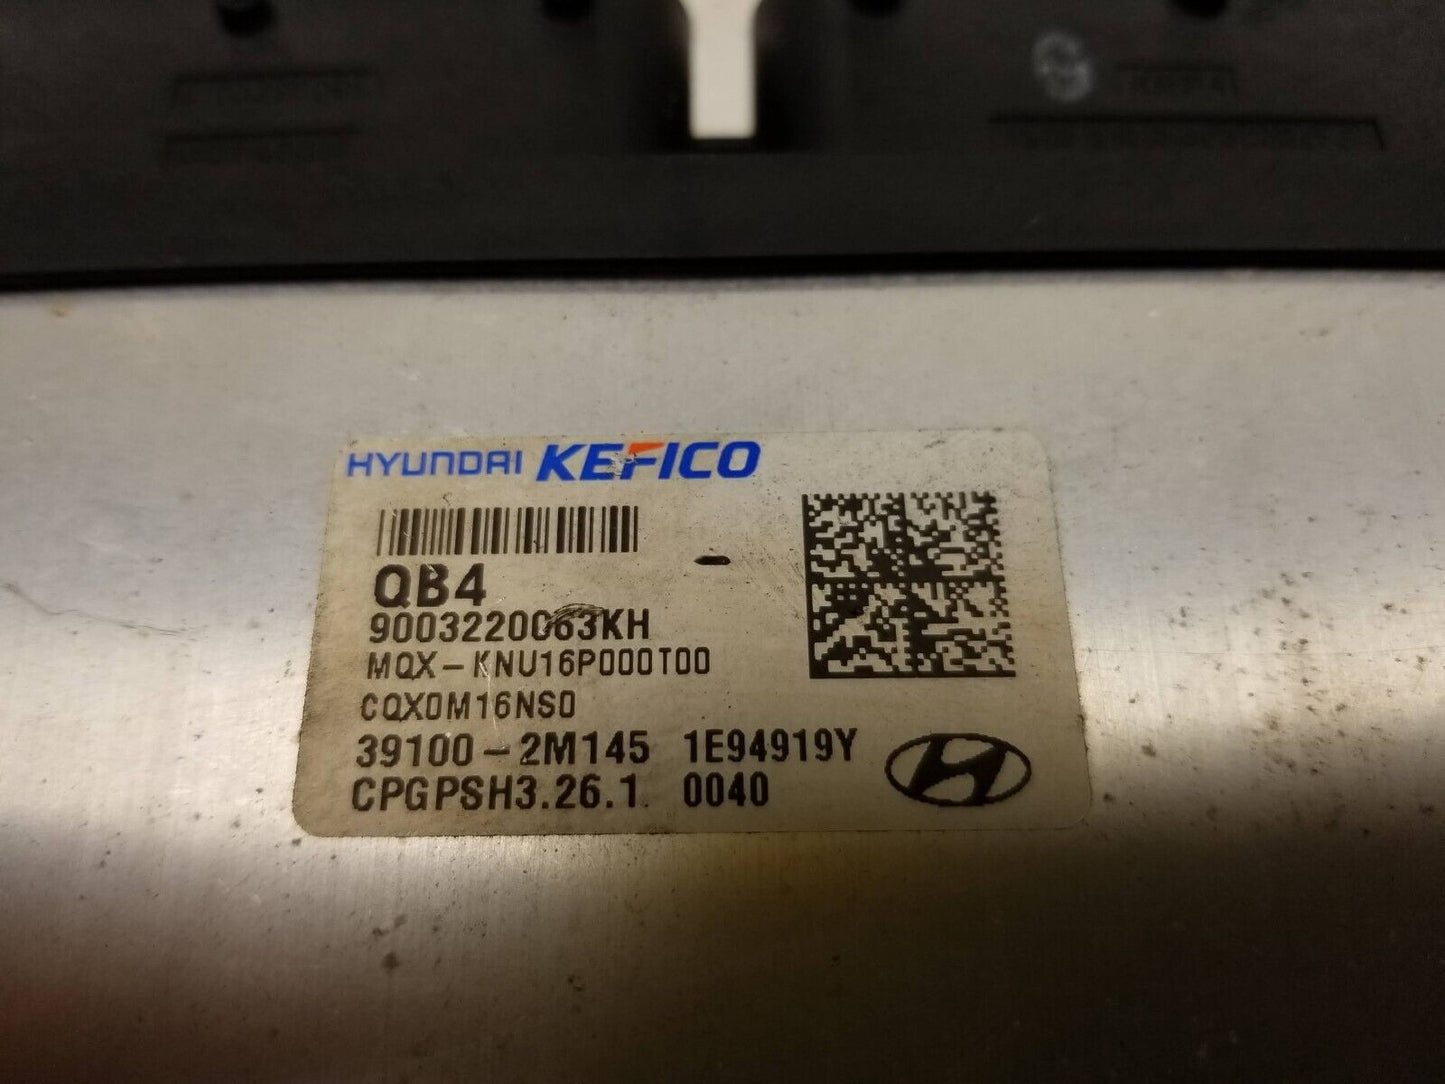 HYUNDAI KEFICO
QB4
9003220063KH
MQX-KNU16P000T00
CQX0M16NS0
39100-2M145 1E94919Y
CPGPSH3.26.1 0040